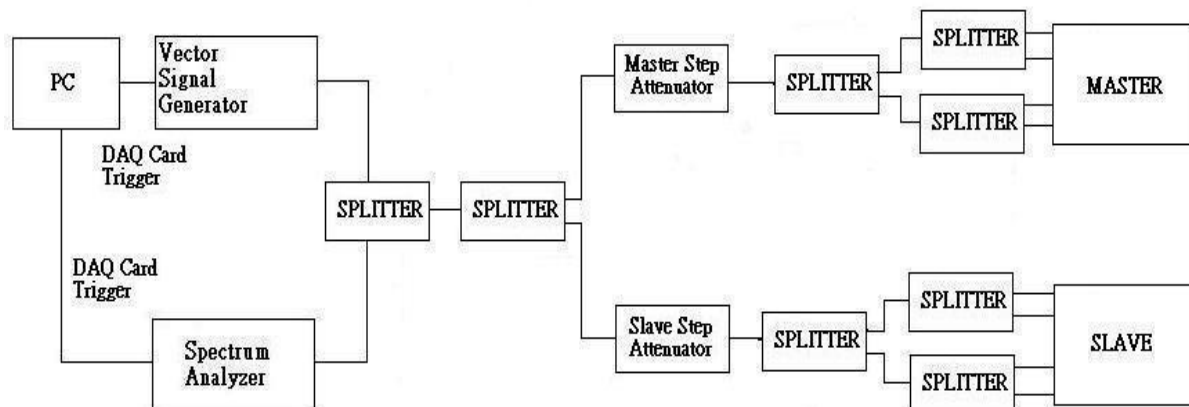 PC
Vector
Signal
Generator
DAQ Card
Trigger
DAQ Card
Trigger
Spectrum
Analyzer
SPLITTER
SPLITTER
Master Step
Attenuator
SPLITTER
SPLITTER
SPLITTER
MASTER
Slave Step
Attenuator
SPLITTER
SPLITTER
SPLITTER
SLAVE